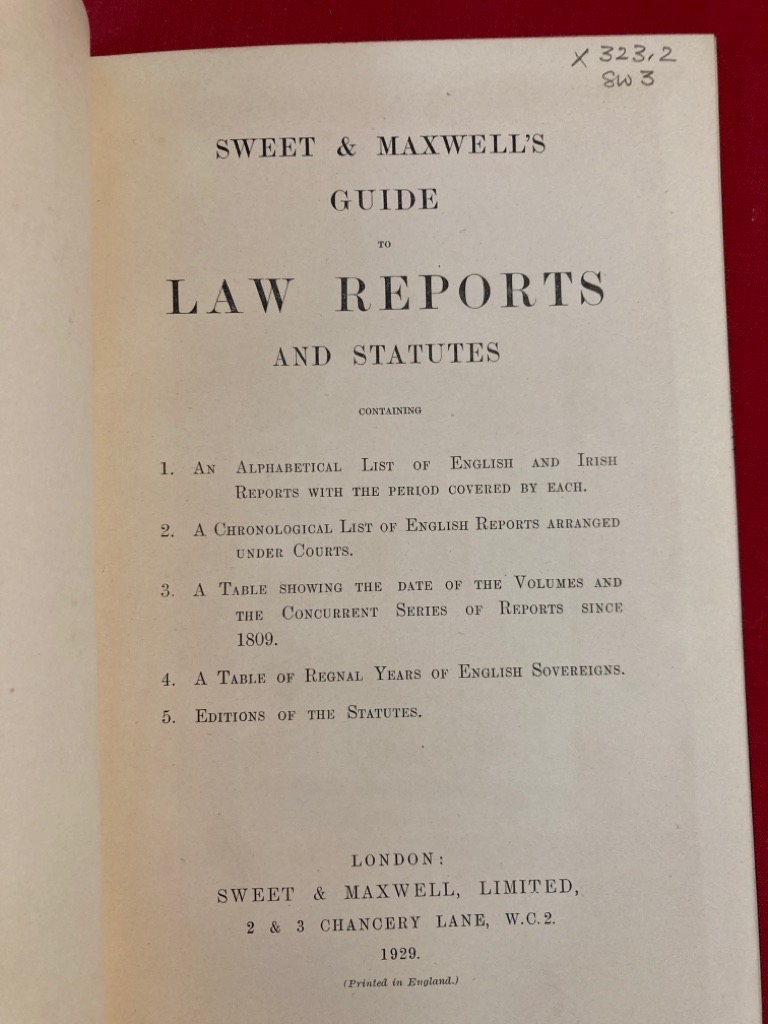 X 323.2
SW 3
SWEET & MAXWELL'S
GUIDE
TO
LAW REPORTS
AND STATUTES
CONTAINING
1. AN ALPHABETICAL LIST OF ENGLISH AND IRISH
REPORTS WITH THE PERIOD COVERED BY EACH.
2. A CHRONOLOGICAL LIST OF ENGLISH REPORTS ARRANGED
UNDER COURTS.
3. A TABLE SHOWING THE DATE OF THE VOLUMES AND
THE CONCURRENT SERIES OF REPORTS SINCE
1809.
4. A TABLE OF REGNAL YEARS OF ENGLISH SOVEREIGNS.
5. EDITIONS OF THE STATUTES.
LONDON:
SWEET & MAXWELL, LIMITED,
2 & 3 CHANCERY LANE, W.C.2.
1929.
(Printed in England.)